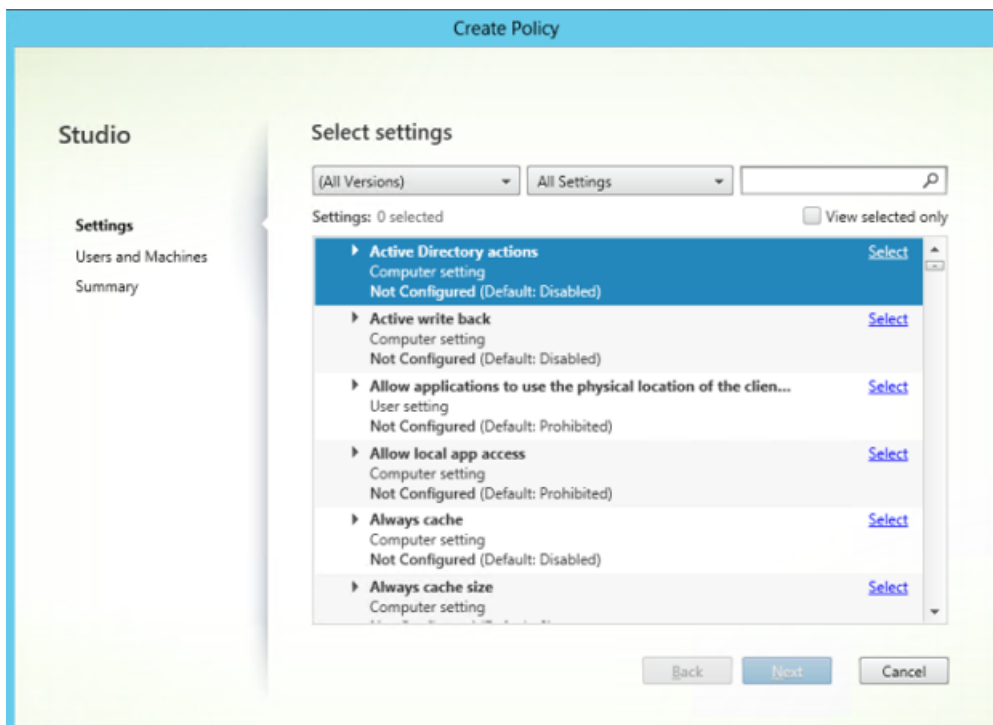 Create Policy
Studio
Settings
Users and Machines
Summary
Select settings
(All Versions)
All Settings
Settings: 0 selected
View selected only
Active Directory actions
Select
Computer setting
Not Configured (Default: Disabled)
Active write back
Select
Computer setting
Not Configured (Default: Disabled)
Allow applications to use the physical location of the clien...
Select
User setting
Not Configured (Default: Prohibited)
Allow local app access
Select
Computer setting
Not Configured (Default: Prohibited)
Always cache
Select
Computer setting
Not Configured (Default: Disabled)
Always cache size
Select
Computer setting
Back
Next
Cancel